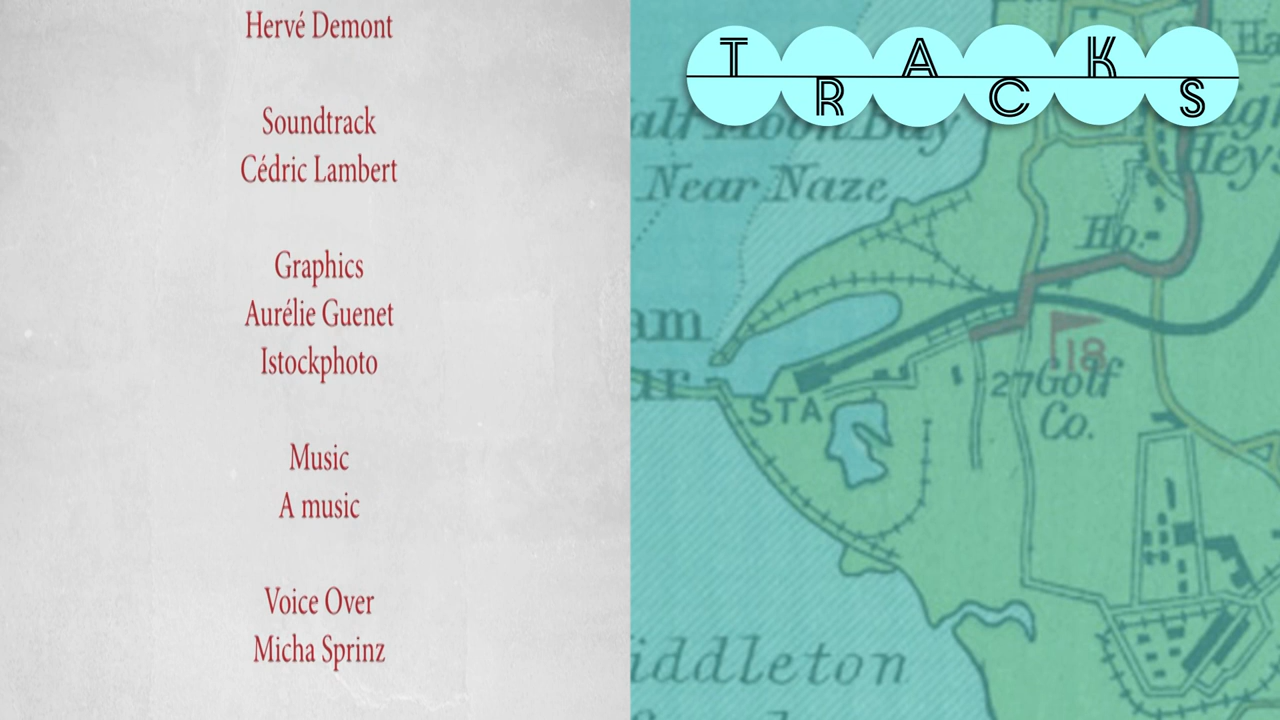 Hervé Demont
Soundtrack
Cédric Lambert
Graphics
Aurélie Guenet
Istockphoto
Music
A music
Voice Over
Micha Sprinz
TRACKS
Near Naze
Ho.
18
27 Golf
Co.
STA